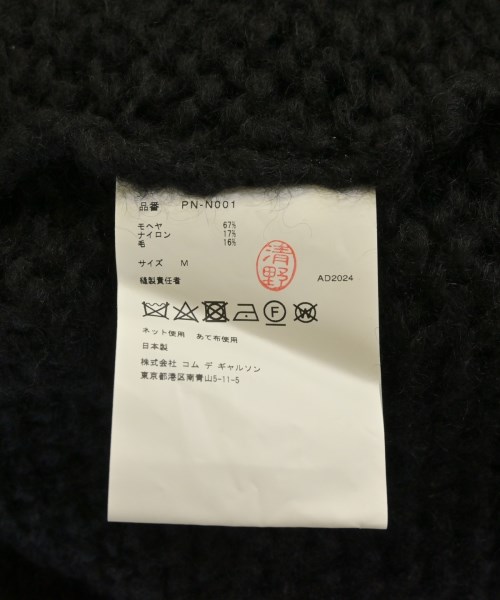 品番 PN-N001
モヘヤ 67%
ナイロン 17%
毛 16%
サイズ M
清野
縫製責任者 AD2024
F W
ネット使用 あて布使用
日本製
株式会社 コム デ ギャルソン
東京都港区南青山5-11-5